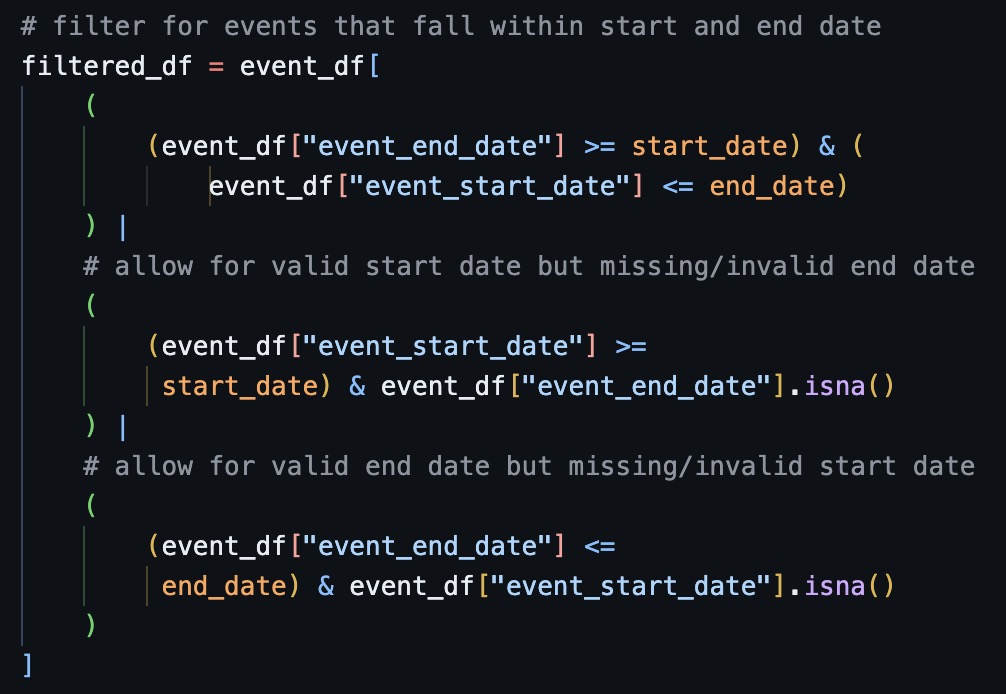 # filter for events that fall within start and end date
filtered_df = event_df[
    (
        (event_df["event_end_date"] >= start_date) & (
            event_df["event_start_date"] <= end_date)
    ) |
    # allow for valid start date but missing/invalid end date
    (
        (event_df["event_start_date"] >=
         start_date) & event_df["event_end_date"].isna()
    ) |
    # allow for valid end date but missing/invalid start date
    (
        (event_df["event_end_date"] <=
         end_date) & event_df["event_start_date"].isna()
    )
]